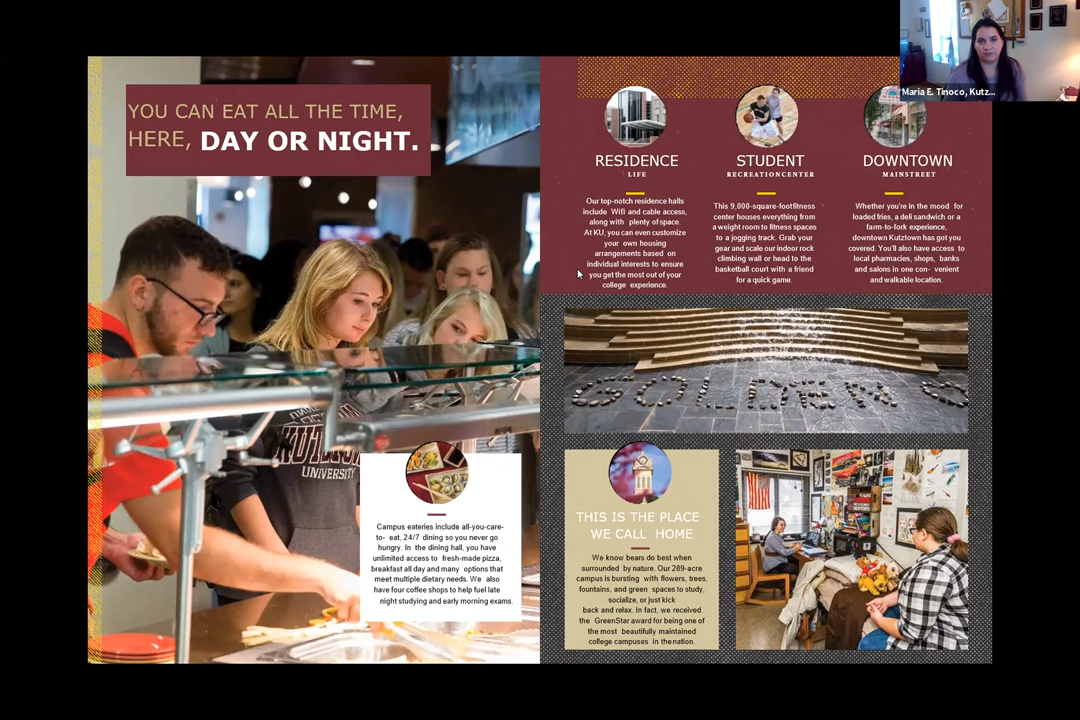 Maria E. Tinoco, Kutz...
YOU CAN EAT ALL THE TIME,
HERE, DAY OR NIGHT.
UNIVERSITY
Campus eateries include all-you-care-
to- eat, 24/7 dining so you never go
hungry. In the dining hall, you have
unlimited access to fresh-made pizza,
breakfast all day and many options that
meet multiple dietary needs. We also
have four coffee shops to help fuel late
night studying and early morning exams.
RESIDENCE
LIFE
Our top-notch residence halls
include Wifi and cable access,
along with plenty of space.
At KU, you can even customize
your own housing
arrangements based on
individual interests to ensure
you get the most out of your
college experience.
STUDENT
RECREATIONCENTER
This 9,000-square-footfitness
center houses everything from
a weight room to fitness spaces
to a jogging track. Grab your
gear and scale our indoor rock
climbing wall or head to the
basketball court with a friend
for a quick game.
DOWNTOWN
MAINSTREET
Whether you're in the mood for
loaded fries, a deli sandwich or a
farm-to-fork experience,
downtown Kutztown has got you
covered. You'll also have access to
local pharmacies, shops, banks
and salons in one con- venient
and walkable location.
GOLDEN B
THIS IS THE PLACE
WE CALL HOME
We know bears do best when
surrounded by nature. Our 289-acre
campus is bursting with flowers, trees,
fountains, and green spaces to study,
socialize, or just kick
back and relax. In fact, we received
the GreenStar award for being one of
the most beautifully maintained
college campuses in the nation.